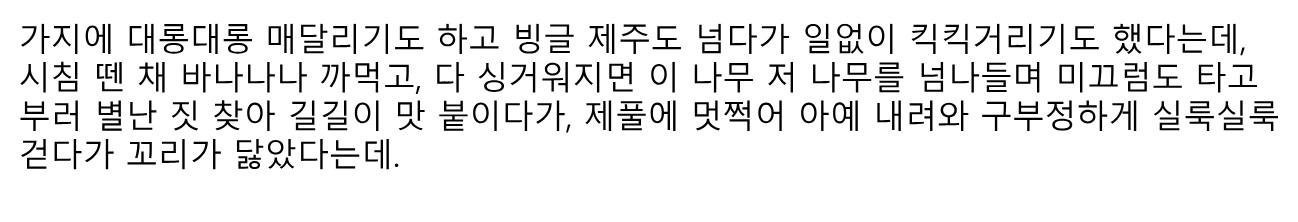 가지에 대롱대롱 매달리기도 하고 빙글 제주도 넘다가 일없이 킥킥거리기도 했다는데,
시침 뗀 채 바나나나 까먹고, 다 싱거워지면 이 나무 저 나무를 넘나들며 미끄럼도 타고
부러 별난 짓 찾아 길길이 맛 붙이다가, 제풀에 멋쩍어 아예 내려와 구부정하게 실룩실룩
걷다가 꼬리가 닳았다는데.